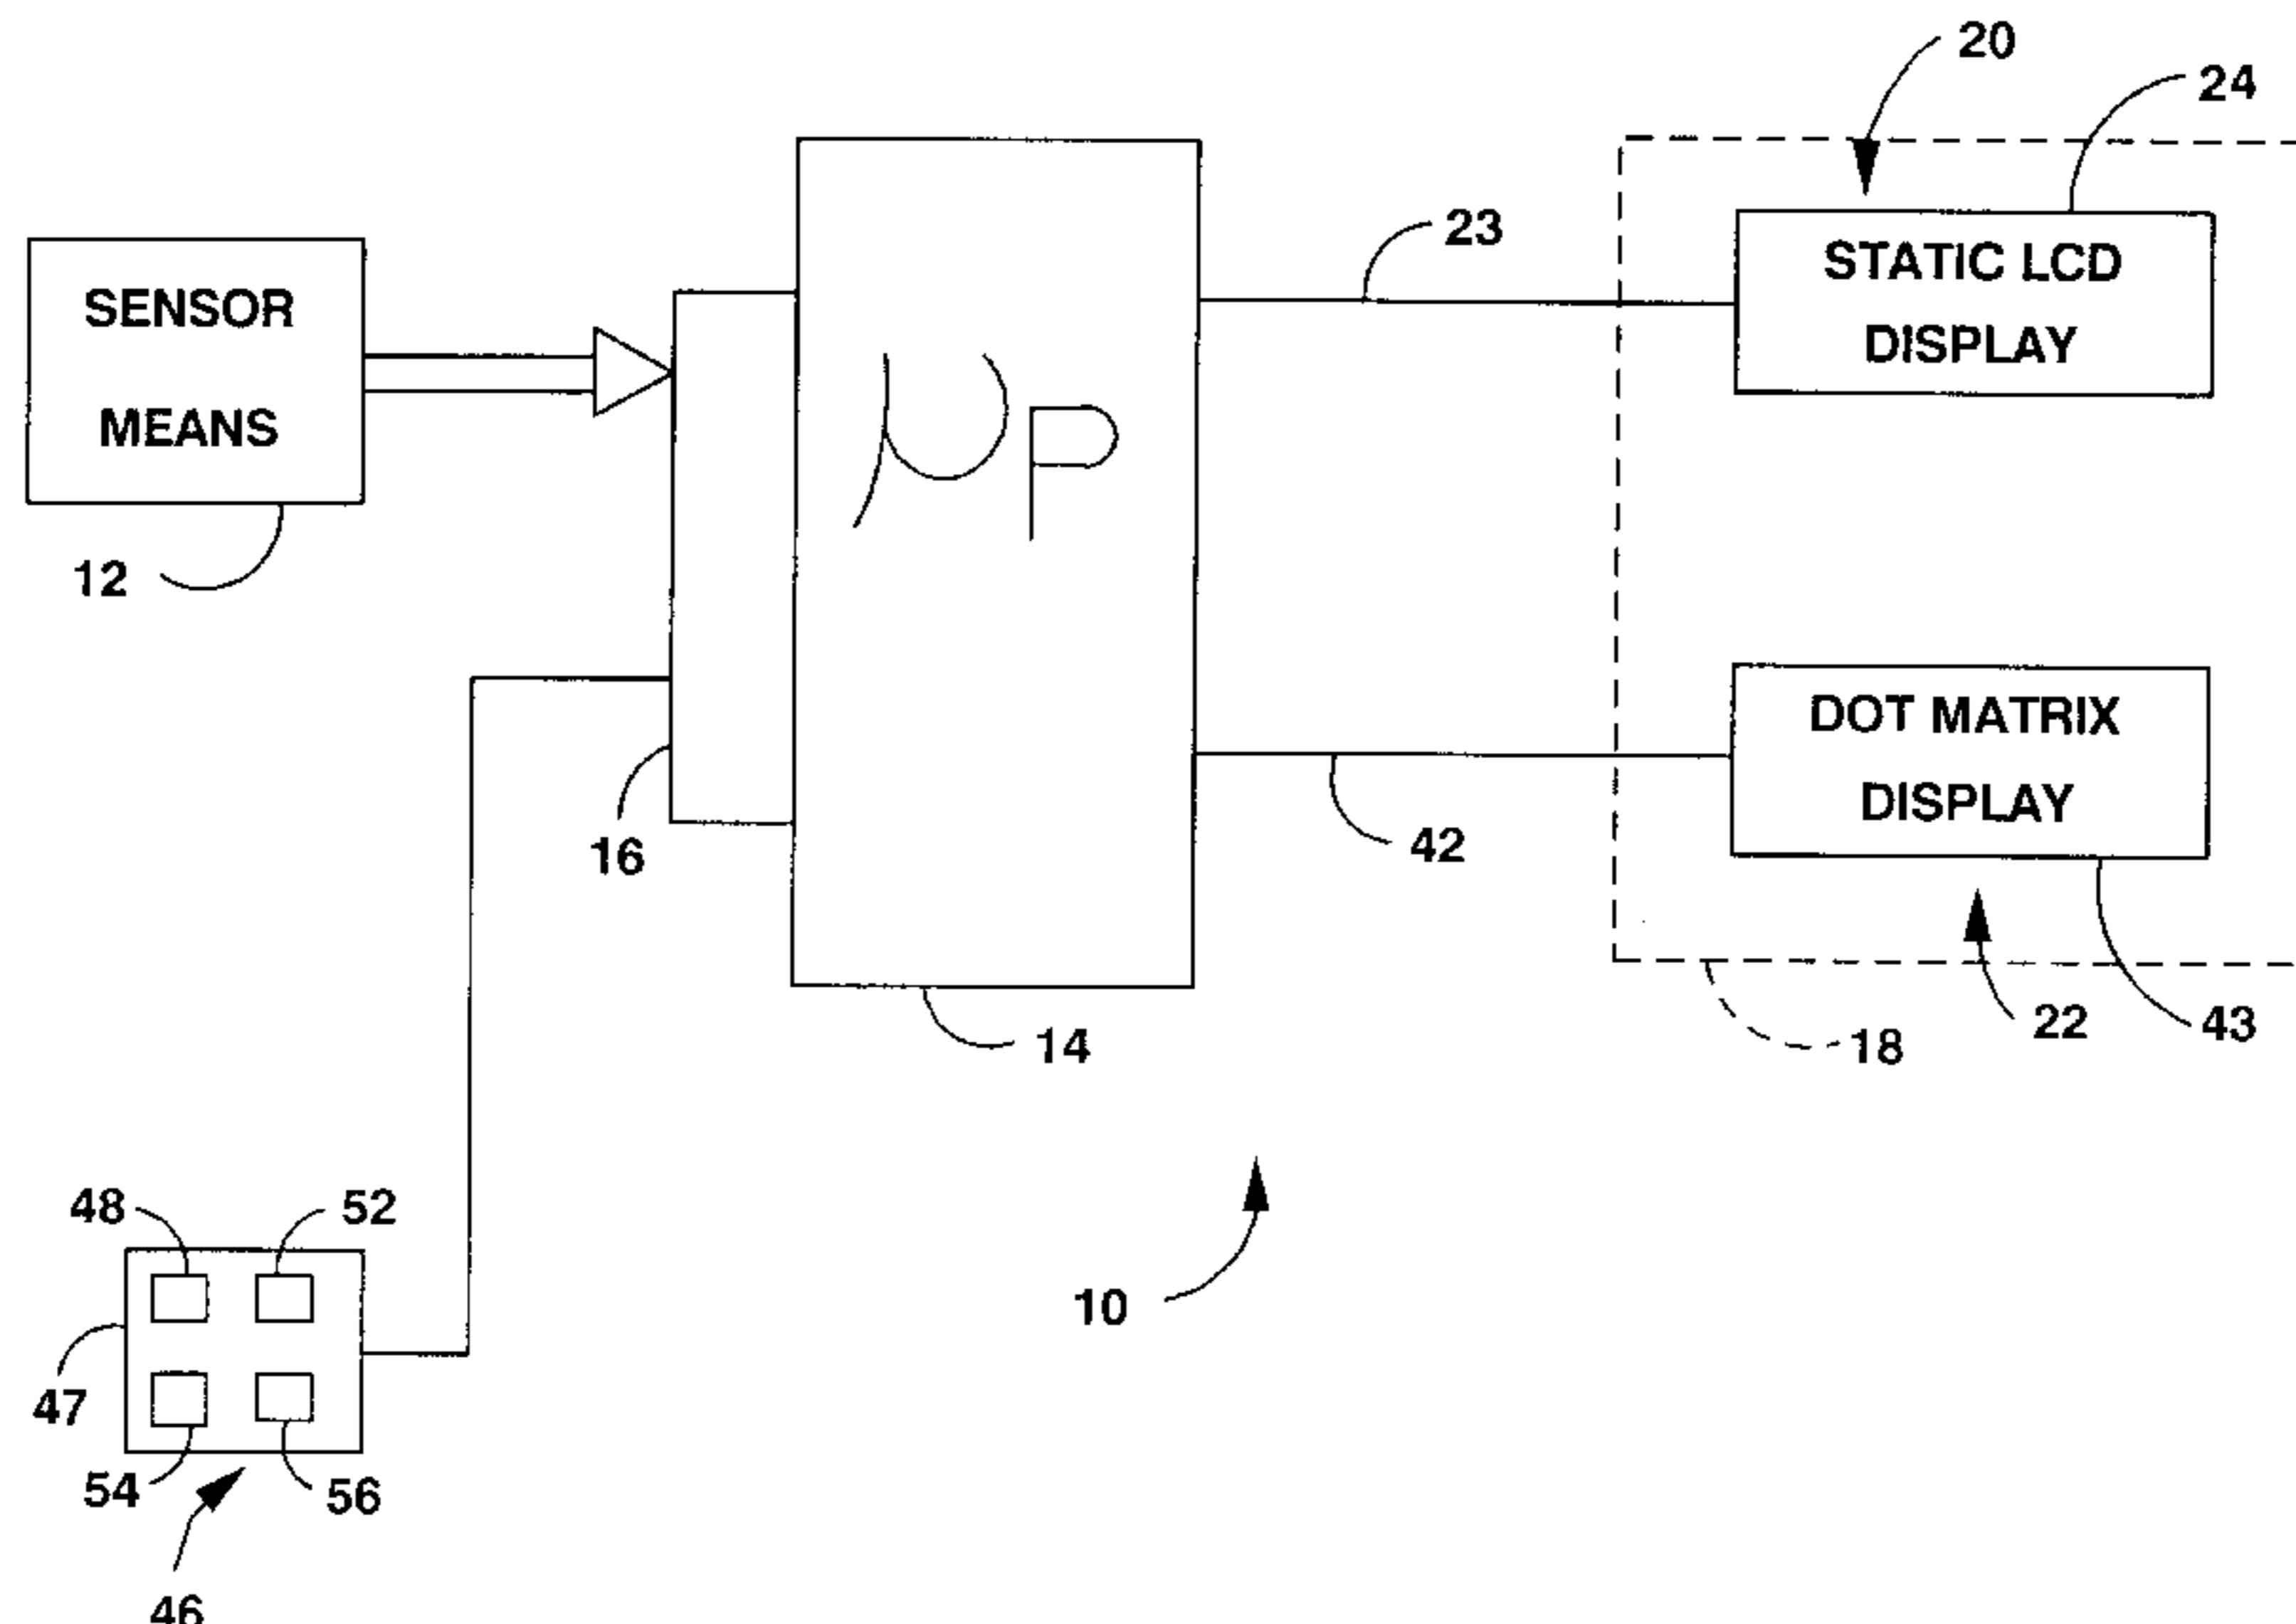 20
24
23
STATIC LCD
DISPLAY
SENSOR
MEANS
μP
12
DOT MATRIX
DISPLAY
16
42
14
18
22
43
48
52
10
47
54
56
46